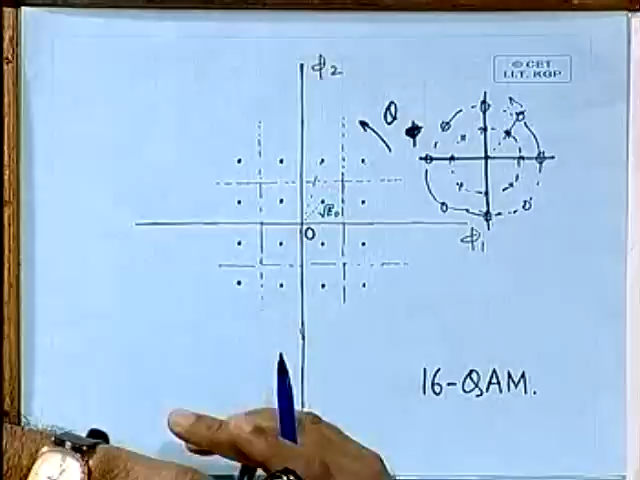 ϕ2
© CET
I.I.T. KGP
Q
√E0
0
ϕ1
16-QAM.